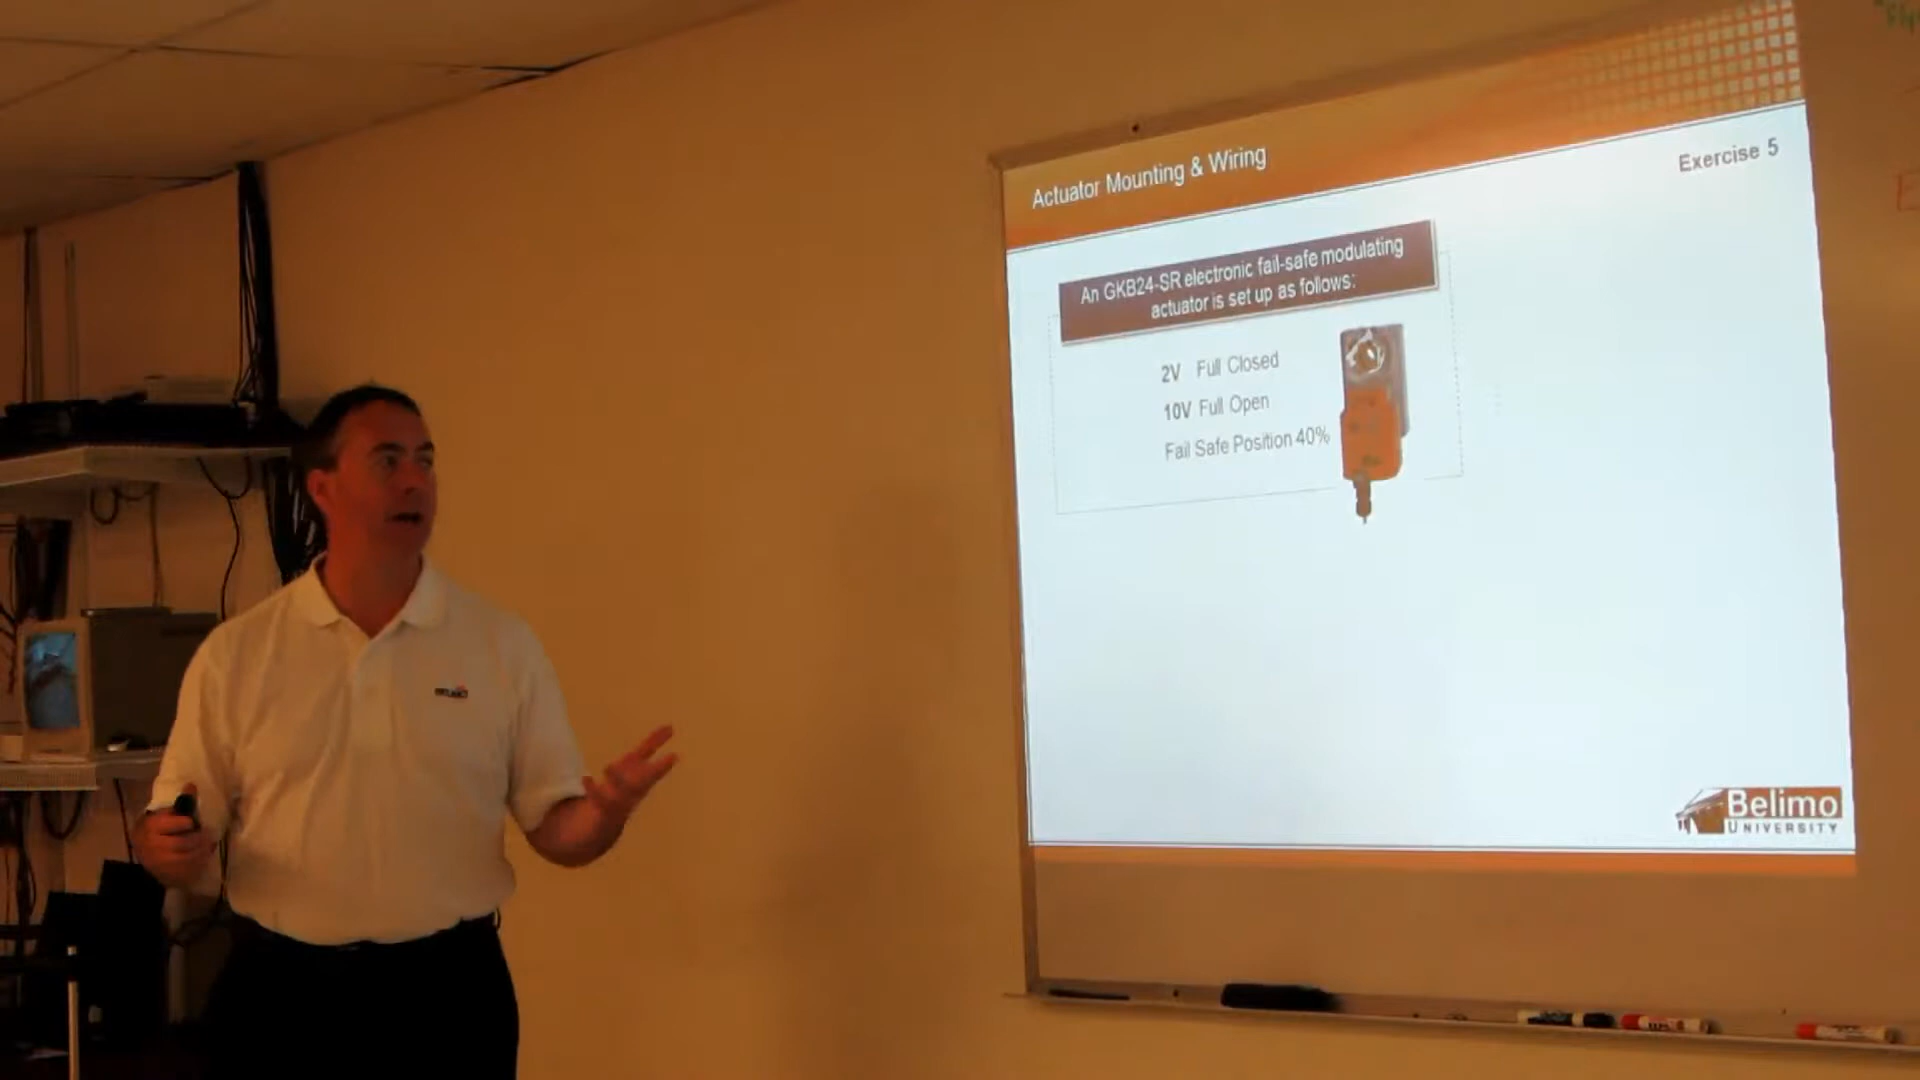 Actuator Mounting & Wiring
Exercise 5
An GKB24-SR electronic fail-safe modulating
actuator is set up as follows:
2V Full Closed
10V Full Open
Fail Safe Position 40%
Belimo
UNIVERSITY